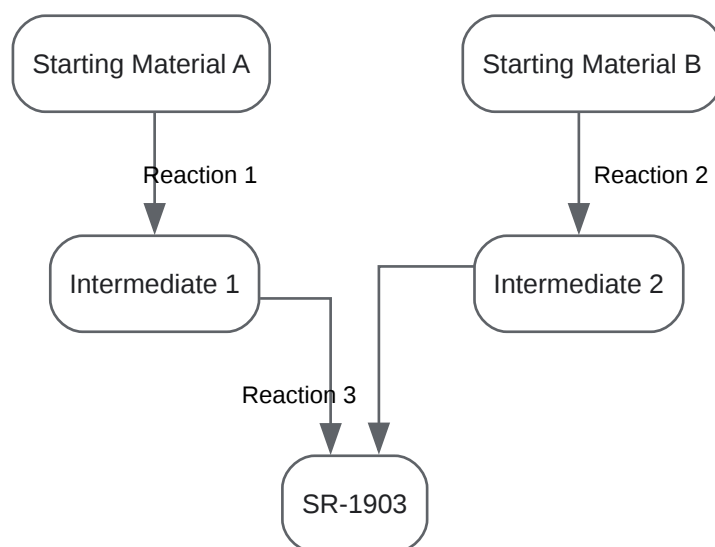 Starting Material A
Starting Material B
Reaction 1
Reaction 2
Intermediate 1
Intermediate 2
Reaction 3
SR-1903